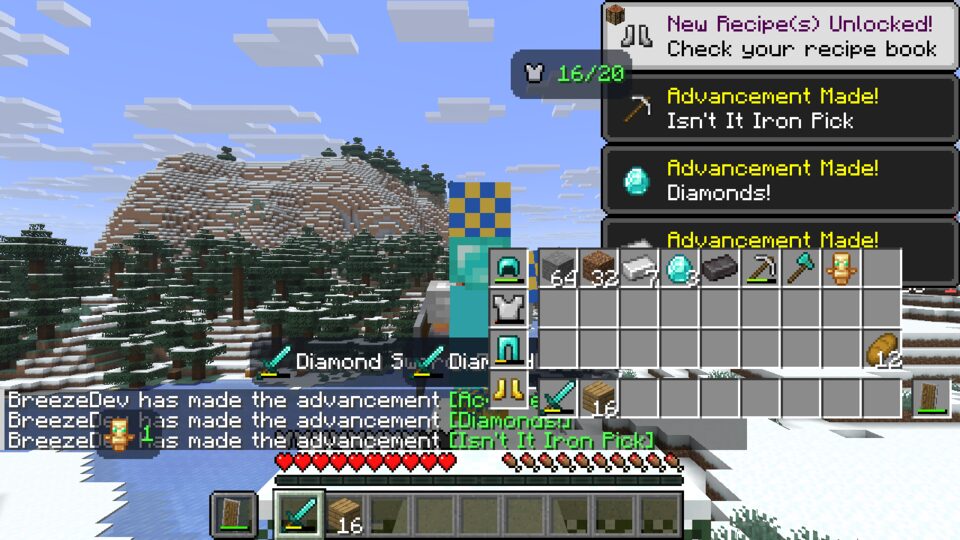 New Recipe(s) Unlocked!
Check your recipe book
16/20
Advancement Made!
Isn't It Iron Pick
Advancement Made!
Diamonds!
Advancement Made!
64
32
7
3
12
16
Diamond
BreezeDev has made the advancement
BreezeDev has made the advancement [Diamonds!]
has made the advancement [Isn't It Iron Pick]
1
16